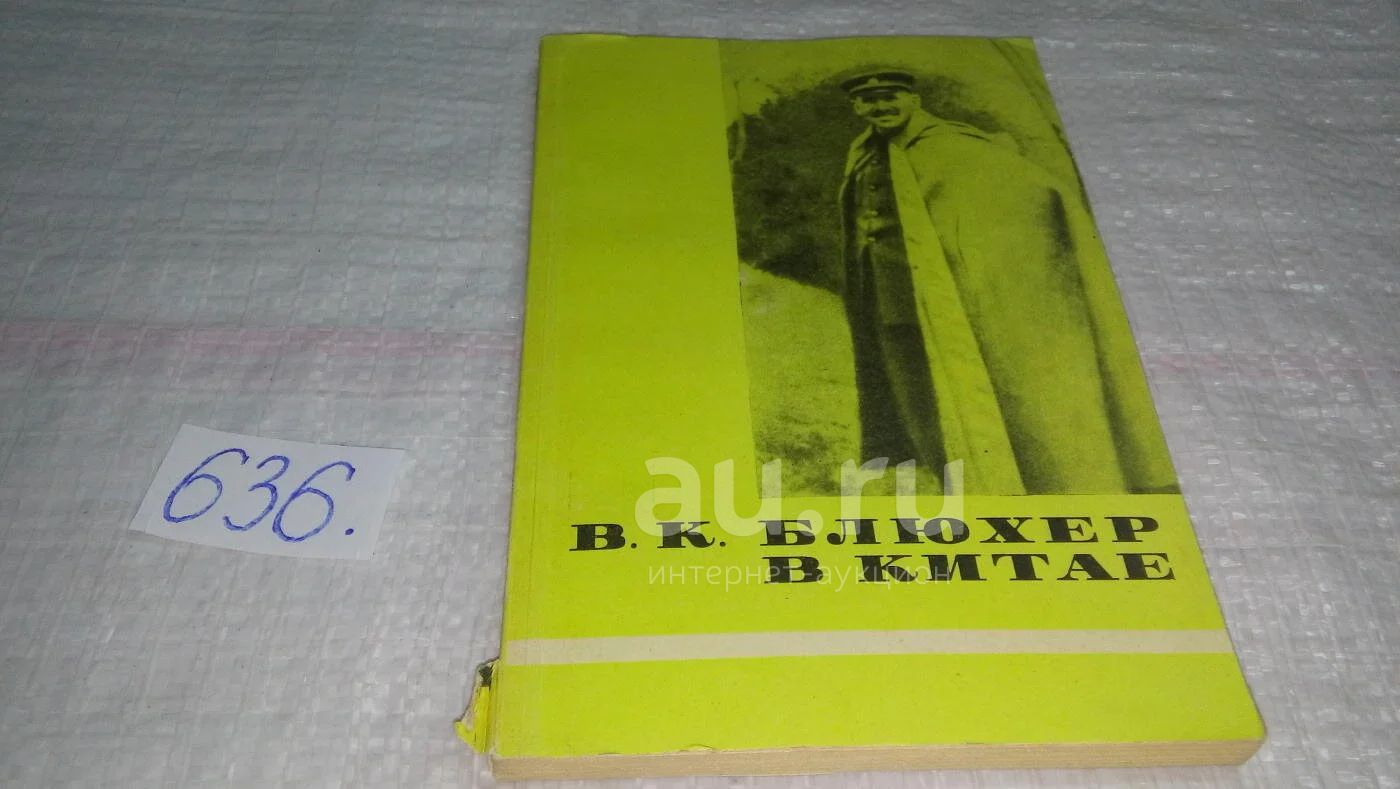 636.
au.ru
интернет аукцион
В. К. БЛЮХЕР
В КИТАЕ